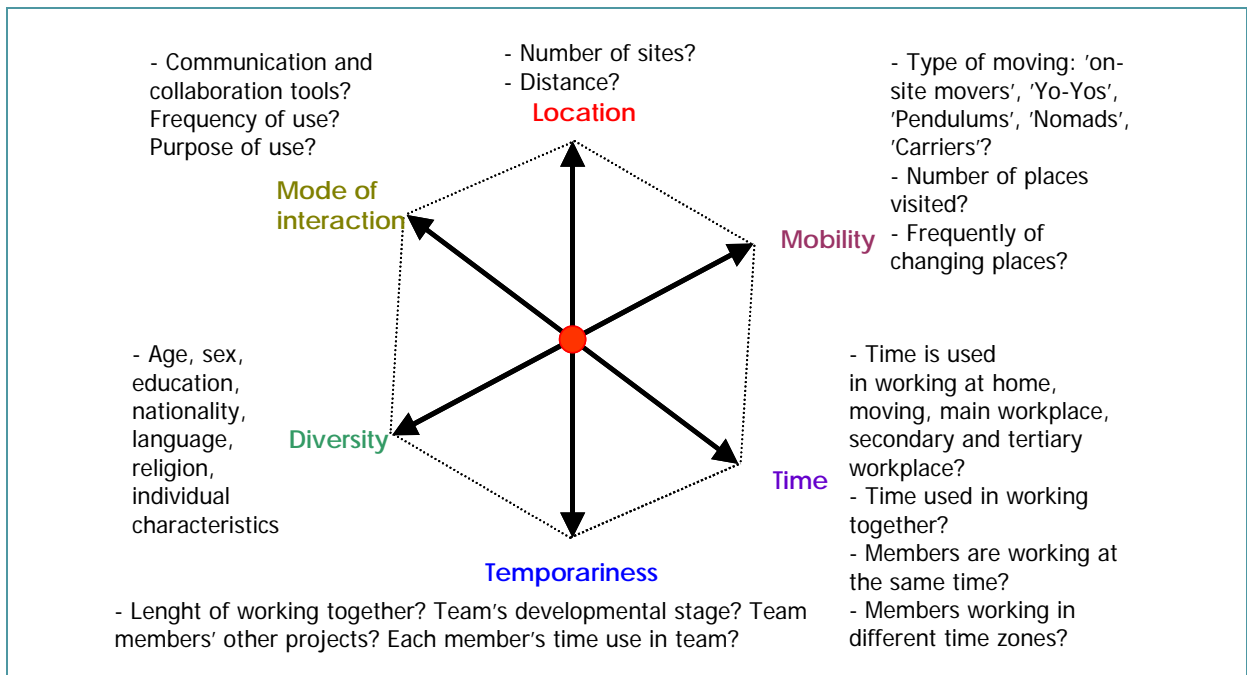 - Communication and
collaboration tools?
Frequency of use?
Purpose of use?
- Number of sites?
- Distance?
Location
- Type of moving: 'on-
site movers', 'Yo-Yos',
'Pendulums', 'Nomads',
'Carriers'?
- Number of places
visited?
- Frequently of
changing places?
Mode of
interaction
Mobility
- Age, sex,
education,
nationality,
language,
religion,
individual
characteristics
Diversity
- Time is used
in working at home,
moving, main workplace,
secondary and tertiary
workplace?
- Time used in working
together?
- Members are working at
the same time?
- Members working in
different time zones?
Time
Temporariness
- Lenght of working together? Team's developmental stage? Team
members' other projects? Each member's time use in team?